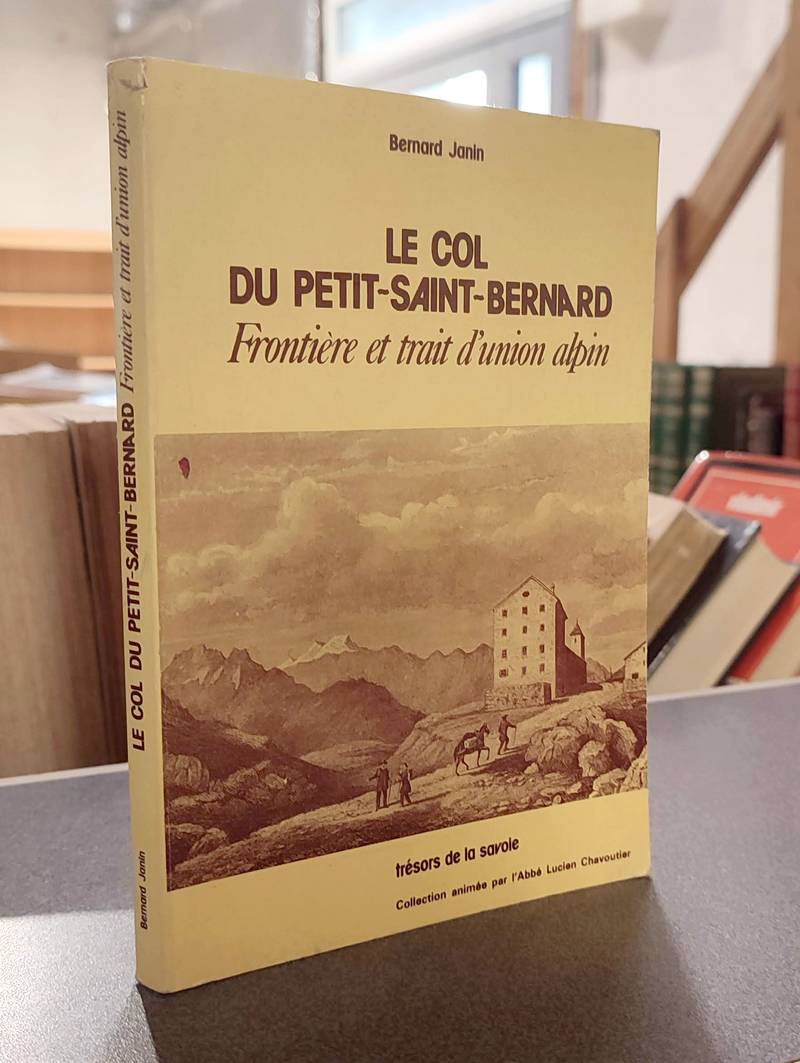 Bernard Janin
LE COL
DU PETIT-SAINT-BERNARD
Frontière et trait d'union alpin
trésors de la savoie
Collection animée par l'Abbé Lucien Chavoutier
LE COL DU PETIT-SAINT-BERNARD Frontière et trait d'union alpin
Bernard Janin